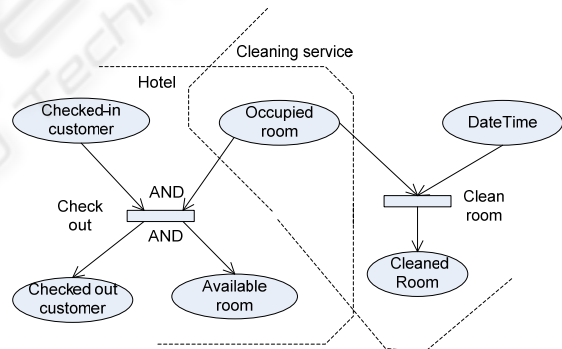 Cleaning service
Hotel
Checked-in
customer
Occupied
room
DateTime
AND
Check
out
AND
Clean
room
Checked out
customer
Available
room
Cleaned
Room